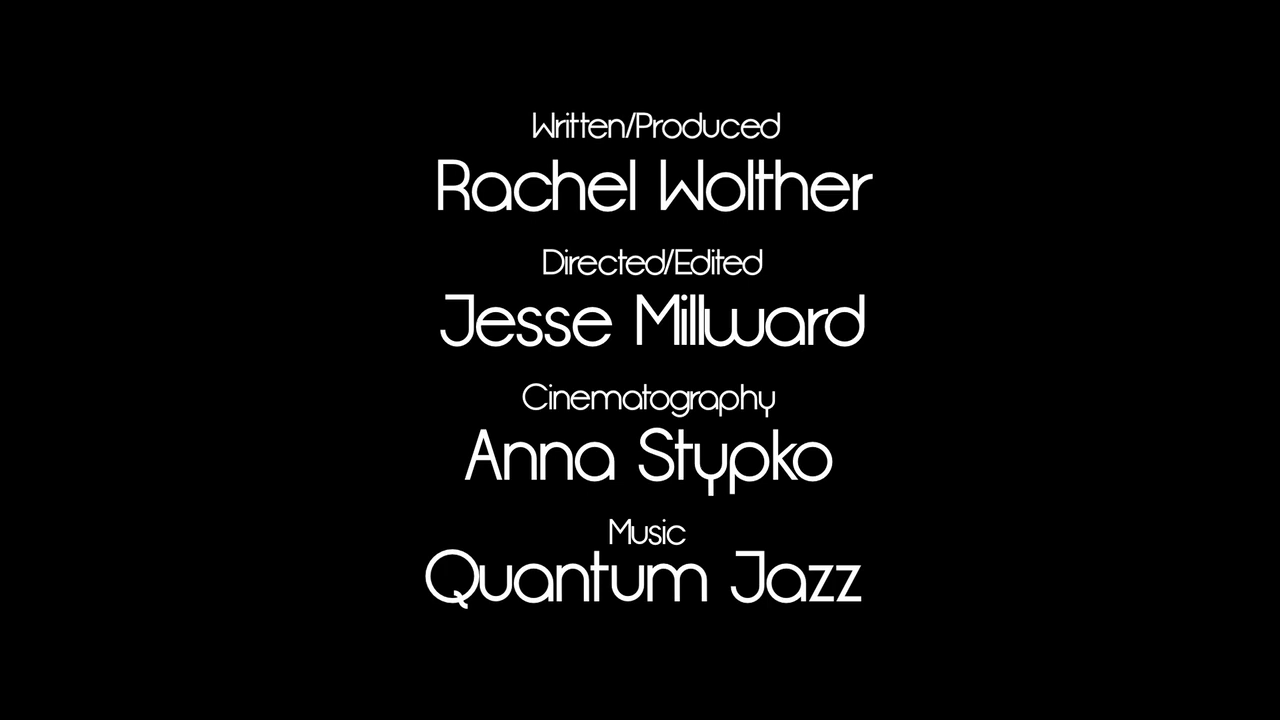 Written/Produced
Rachel Wolther
Directed/Edited
Jesse Millward
Cinematography
Anna Stypko
Music
Quantum Jazz